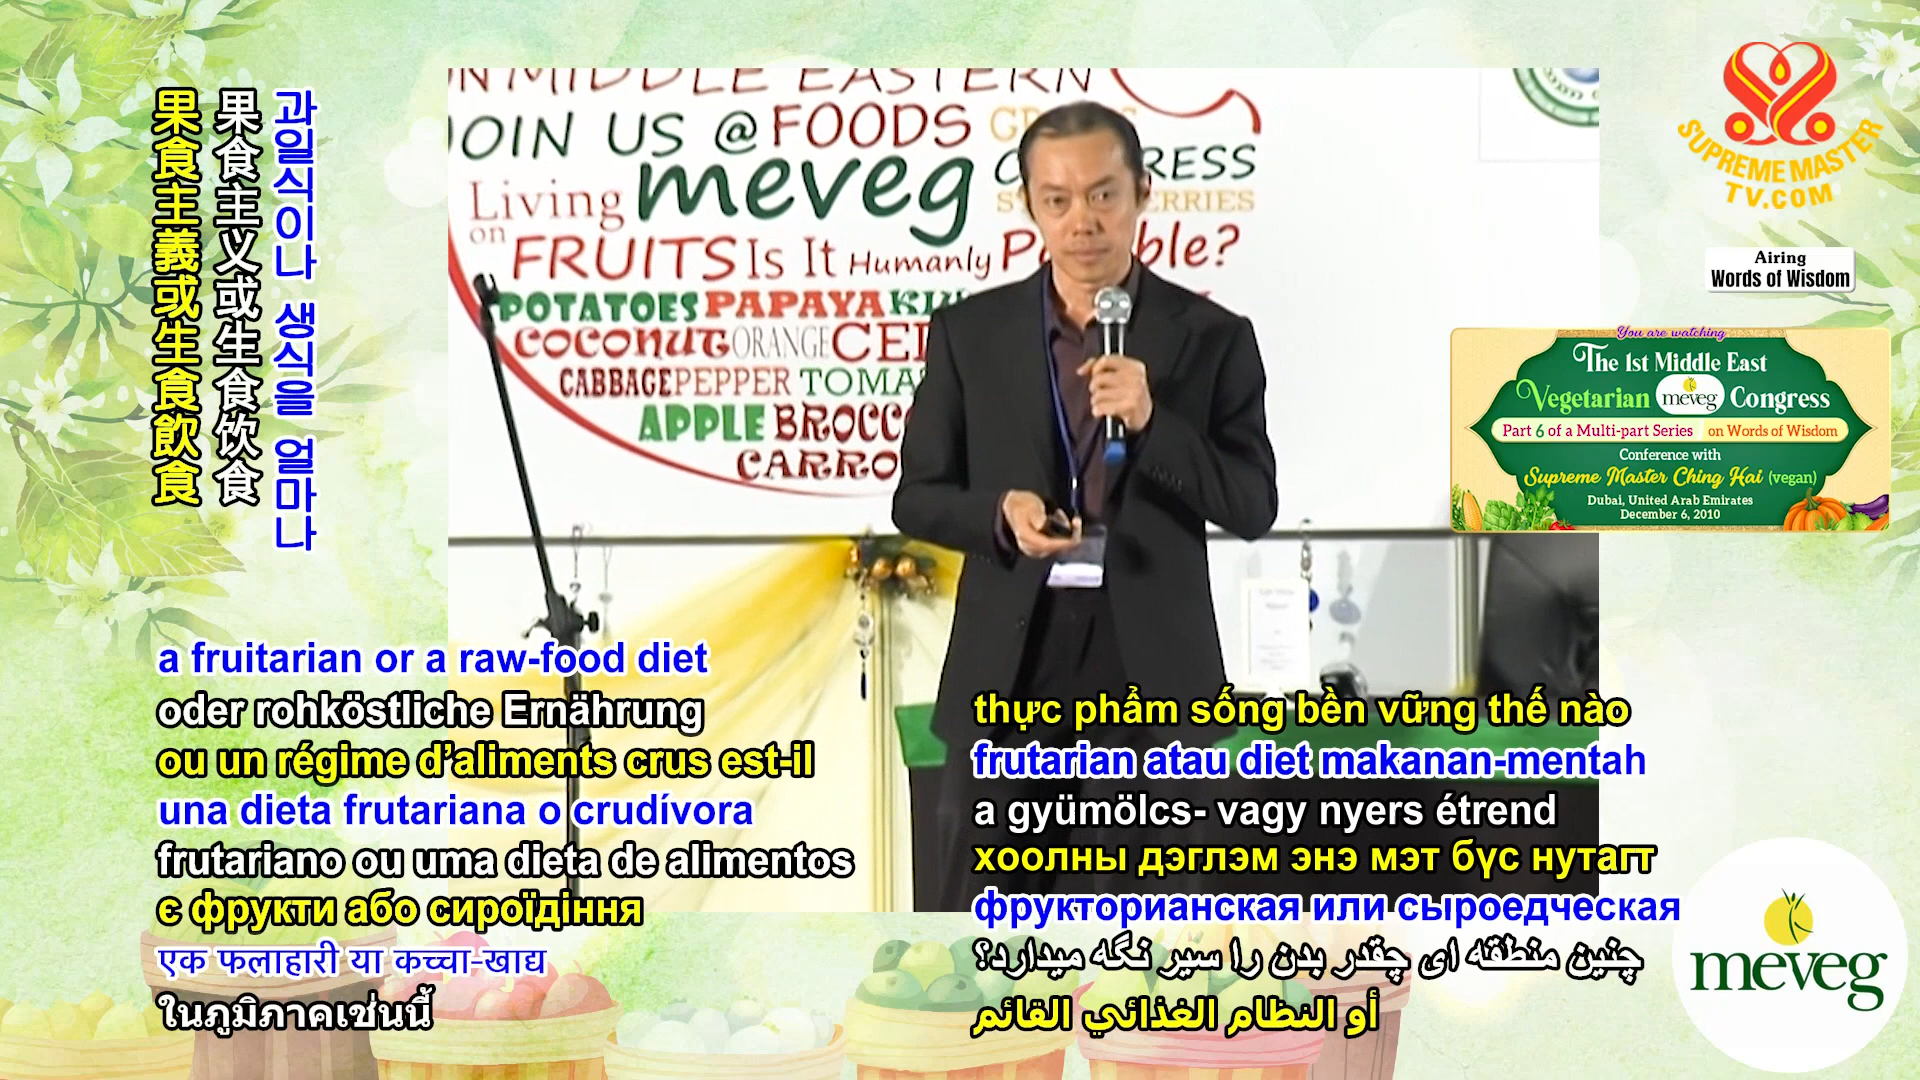 과일식이나 생식을 얼마나
果食主义或生食饮食
果食主義或生食飲食
ON MIDDLE EASTERN
JOIN US @ FOODS
meveg
Living on FRUITS Is It Humanly
POTATOES PAPAYA
COCONUT ORANGE
CABBAGE PEPPER
APPLE
SUPREME MASTER
TV.COM
Airing
Words of Wisdom
You are watching
The 1st Middle East
Vegetarian meveg Congress
Part 6 of a Multi-part Series on Words of Wisdom
Conference with
Supreme Master Ching Hai (vegan)
Dubai, United Arab Emirates
December 6, 2010
a fruitarian or a raw-food diet
oder rohköstliche Ernährung
ou un régime d’aliments crus est-il
una dieta frutariana o crudívora
frutariano ou uma dieta de alimentos
є фрукти або сироїдіння
एक फलाहारी या कच्चा-खाद्य
ในภูมิภาคเช่นนี้
thực phẩm sống bền vững thế nào
frutarian atau diet makanan-mentah
a gyümölcs- vagy nyers étrend
хоолны дэглэм энэ мэт бүс нутагт
фрукторианская или сыроедческая
چنین منطقه ای چقدر بدن را سیر نگه میدارد؟
أو النظام الغذائي القائم
meveg